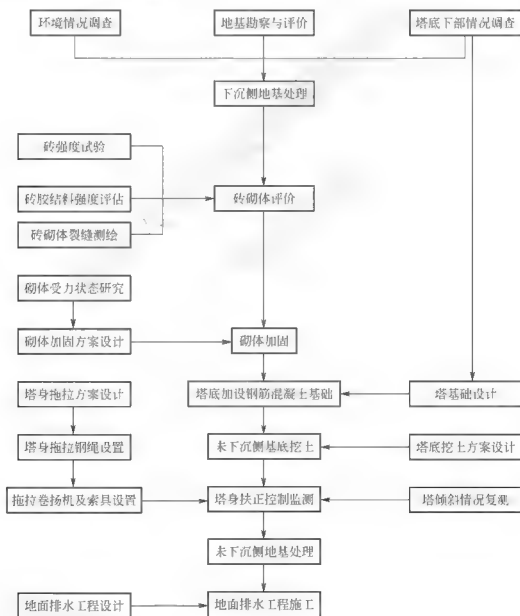 环境情况调查 地基勘察与评价 塔底下部情况调查
下沉侧地基处理
砖强度试验
砖胶结料强度评估 砖砌体评价
砖砌体裂缝测绘
砌体受力状态研究
砌体加固方案设计 砌体加固
塔身拖拉方案设计 塔底加设钢筋混凝土基础 塔基础设计
塔身拖拉钢绳设置 未下沉侧基底挖土 塔底挖土方案设计
拖拉卷扬机及索具设置 塔身扶正控制监测 塔倾斜情况复测
未下沉侧地基处理
地面排水工程设计 地面排水工程施工